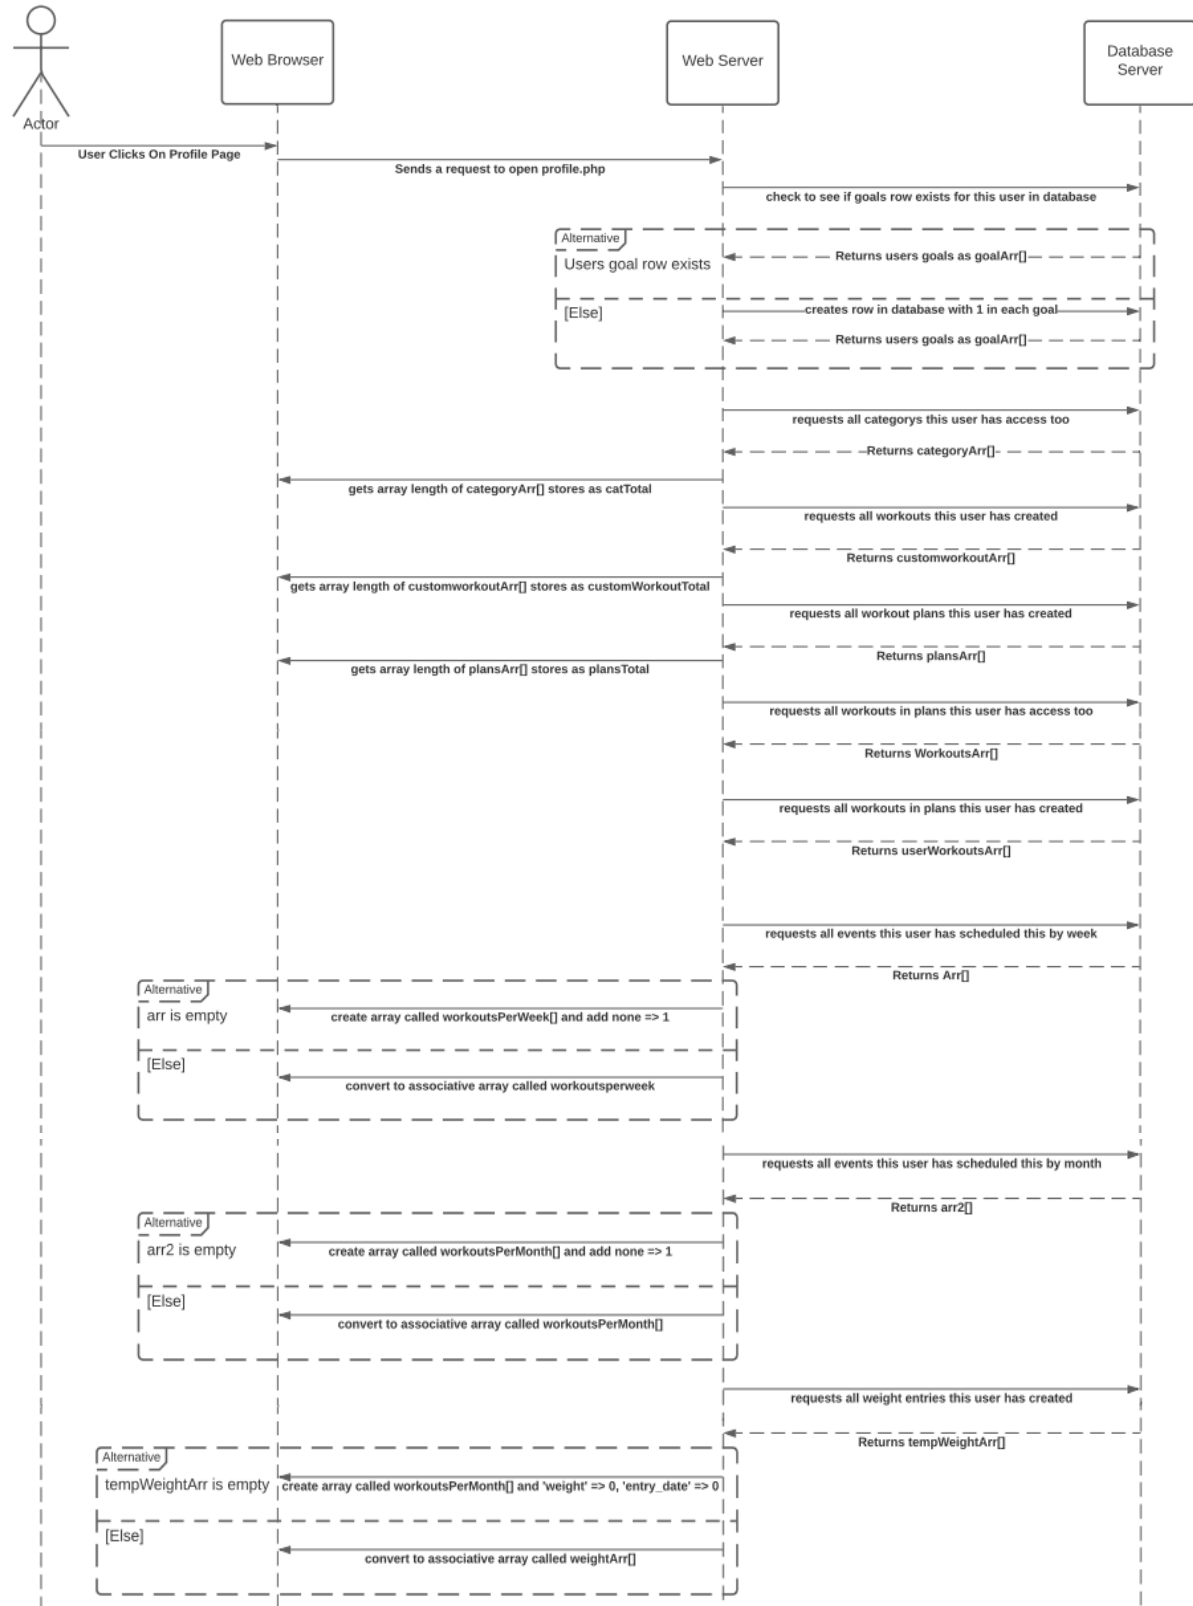 Web Browser
Web Server
Database
Server
Actor
User Clicks On Profile Page
Sends a request to open profile.php
check to see if goals row exists for this user in database
Alternative
Returns users goals as goalArr[]
Users goal row exists
creates row in database with 1 in each goal
[Else]
Returns users goals as goalArr[]
requests all categorys this user has access too
Returns categoryArr[]
gets array length of categoryArr[] stores as catTotal
requests all workouts this user has created
Returns customworkoutArr[]
gets array length of customworkoutArr[] stores as customWorkoutTotal
requests all workout plans this user has created
Returns plansArr[]
gets array length of plansArr[] stores as plansTotal
requests all workouts in plans this user has access too
Returns WorkoutsArr[]
requests all workouts in plans this user has created
Returns userWorkoutsArr[]
requests all events this user has scheduled this by week
Returns Arr[]
Alternative
arr is empty
create array called workoutsPerWeek[] and add none => 1
[Else]
convert to associative array called workoutsperweek
requests all events this user has scheduled this by month
Returns arr2[]
Alternative
arr2 is empty
create array called workoutsPerMonth[] and add none => 1
[Else]
convert to associative array called workoutsPerMonth[]
requests all weight entries this user has created
Returns tempWeightArr[]
Alternative
tempWeightArr is empty
create array called workoutsPerMonth[] and 'weight' => 0, 'entry_date' => 0
[Else]
convert to associative array called weightArr[]